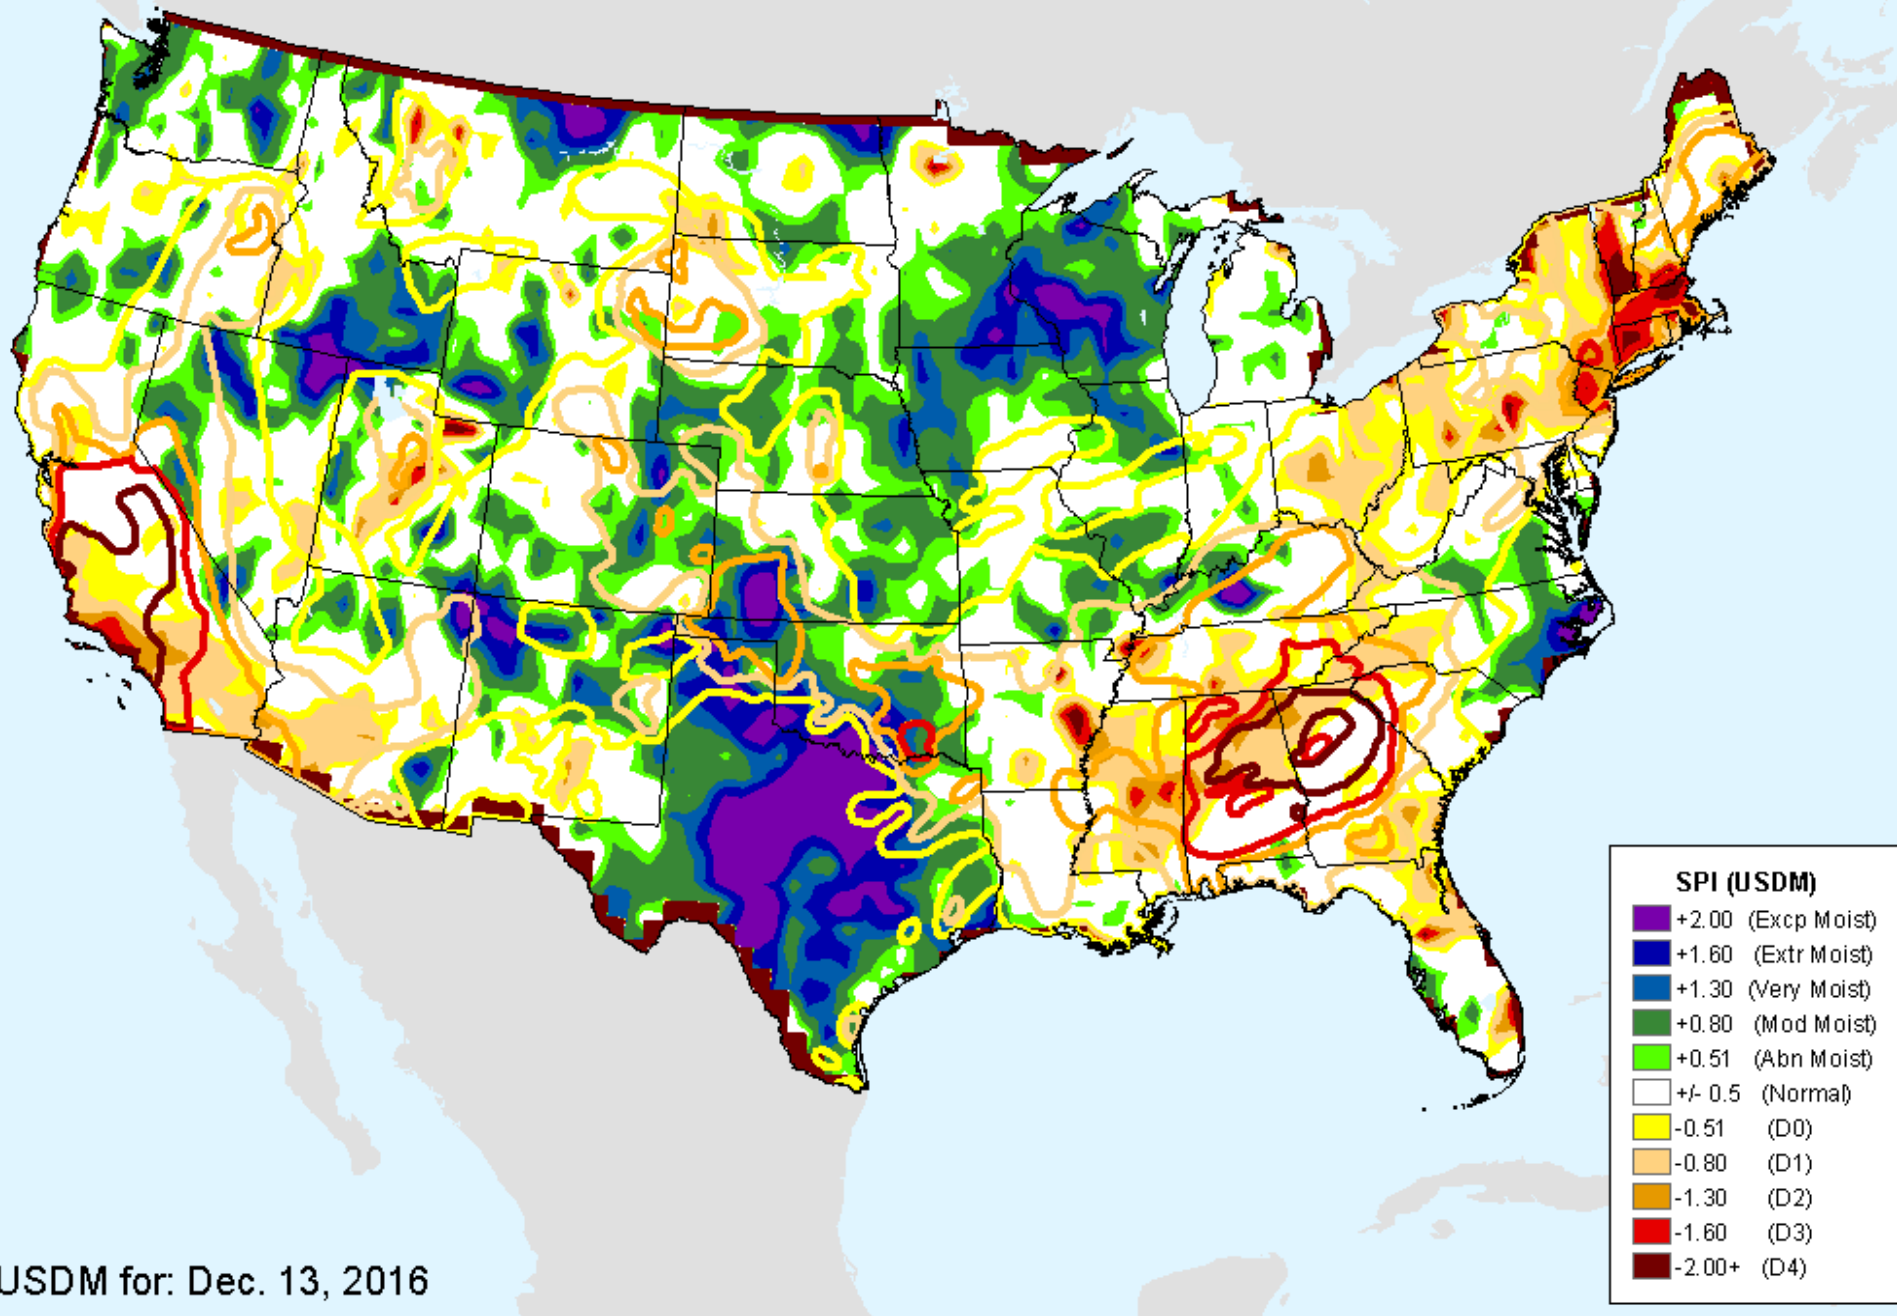 SPI (USDM)
+2.00 (Excp Moist)
+1.60 (Extr Moist)
+1.30 (Very Moist)
+0.80 (Mod Moist)
+0.51 (Abn Moist)
+/- 0.5 (Normal)
-0.51 (D0)
-0.80 (D1)
-1.30 (D2)
-1.60 (D3)
-2.00+ (D4)
USDM for: Dec. 13, 2016